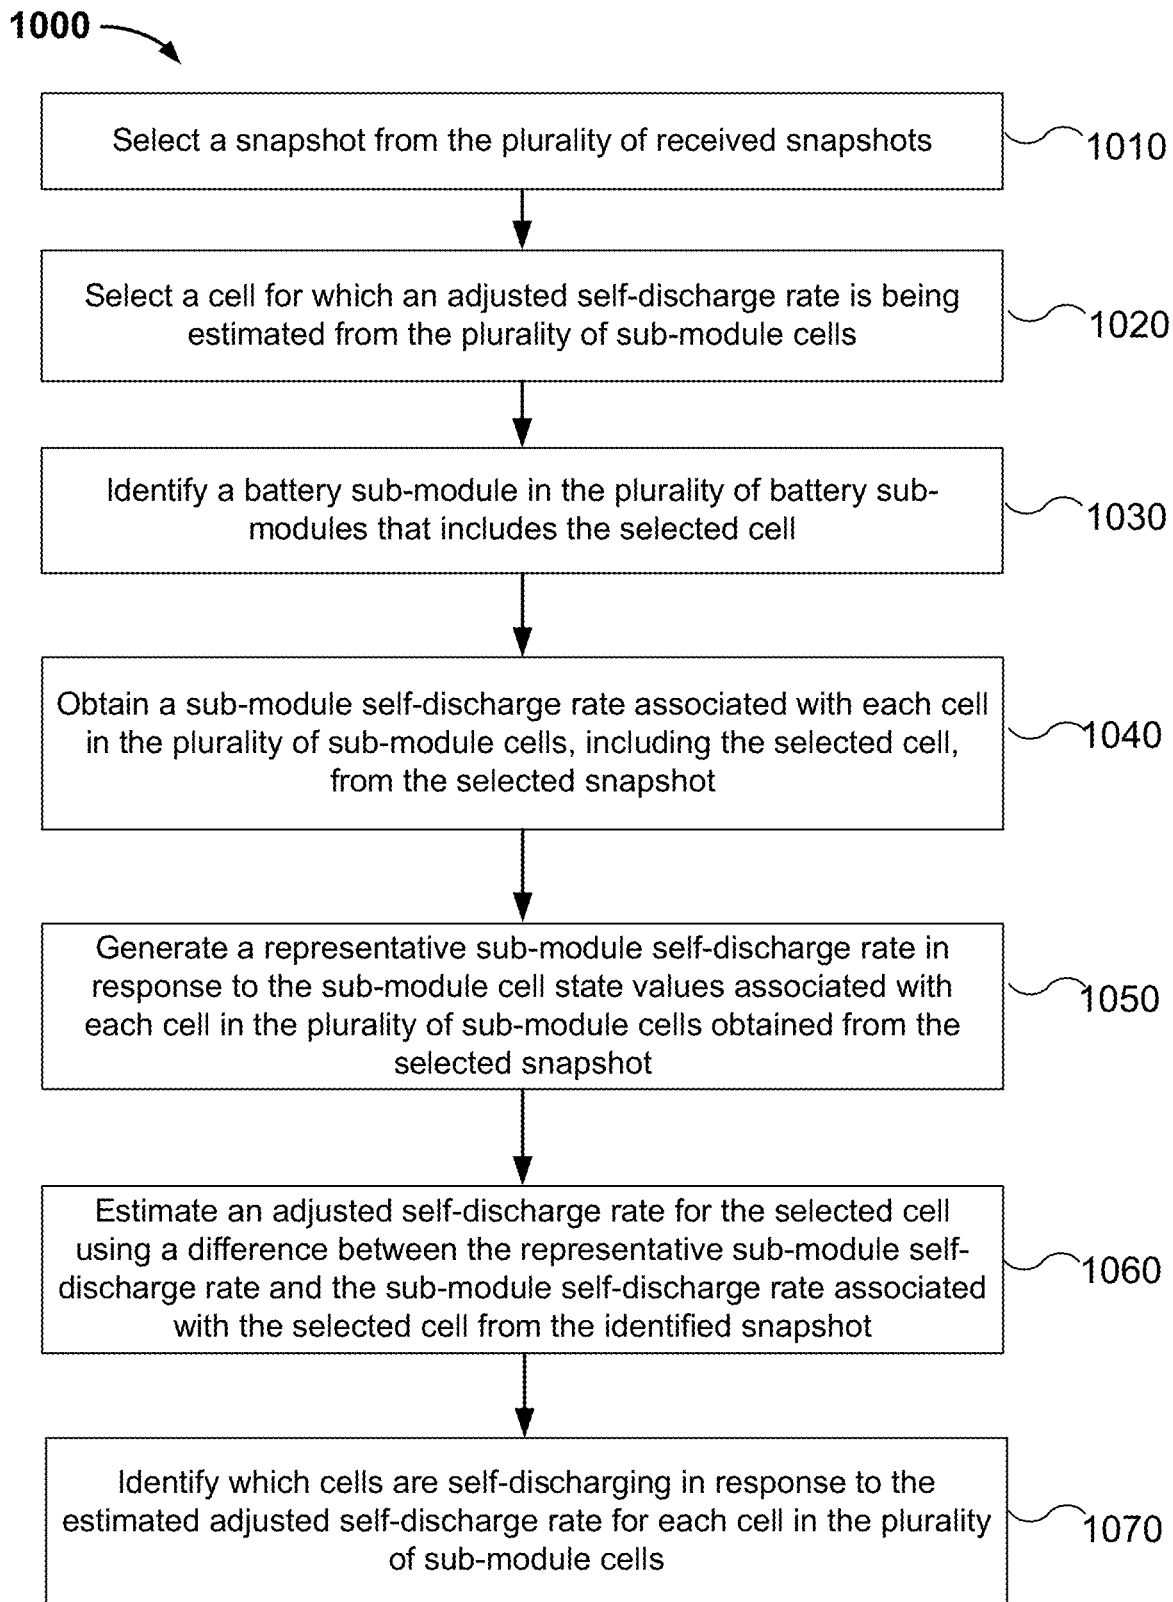 1000
Select a snapshot from the plurality of received snapshots
1010
Select a cell for which an adjusted self-discharge rate is being
estimated from the plurality of sub-module cells
1020
Identify a battery sub-module in the plurality of battery sub-
modules that includes the selected cell
1030
Obtain a sub-module self-discharge rate associated with each cell
in the plurality of sub-module cells, including the selected cell,
from the selected snapshot
1040
Generate a representative sub-module self-discharge rate in
response to the sub-module cell state values associated with
each cell in the plurality of sub-module cells obtained from the
selected snapshot
1050
Estimate an adjusted self-discharge rate for the selected cell
using a difference between the representative sub-module self-
discharge rate and the sub-module self-discharge rate associated
with the selected cell from the identified snapshot
1060
Identify which cells are self-discharging in response to the
estimated adjusted self-discharge rate for each cell in the plurality
of sub-module cells
1070